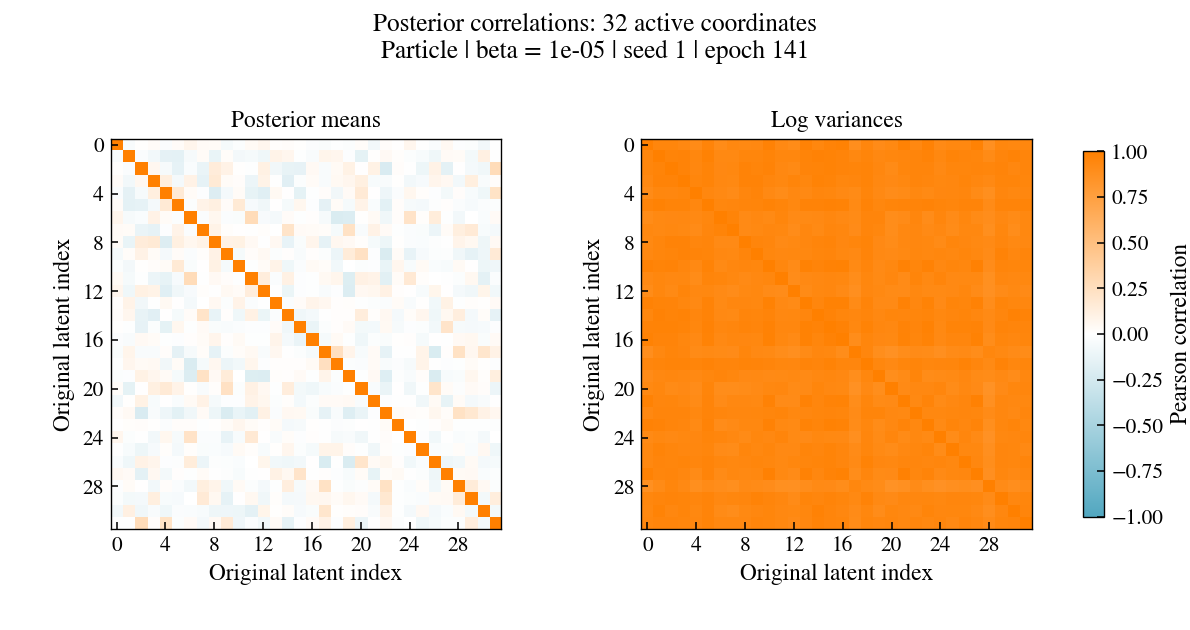 Posterior correlations: 32 active coordinates
Particle | beta = 1e-05 | seed 1 | epoch 141
Posterior means
Log variances
0
4
8
12
16
20
24
28
Original latent index
0 4 8 12 16 20 24 28
Original latent index
0
4
8
12
16
20
24
28
Original latent index
0 4 8 12 16 20 24 28
Original latent index
1.00
0.75
0.50
0.25
0.00
−0.25
−0.50
−0.75
−1.00
Pearson correlation